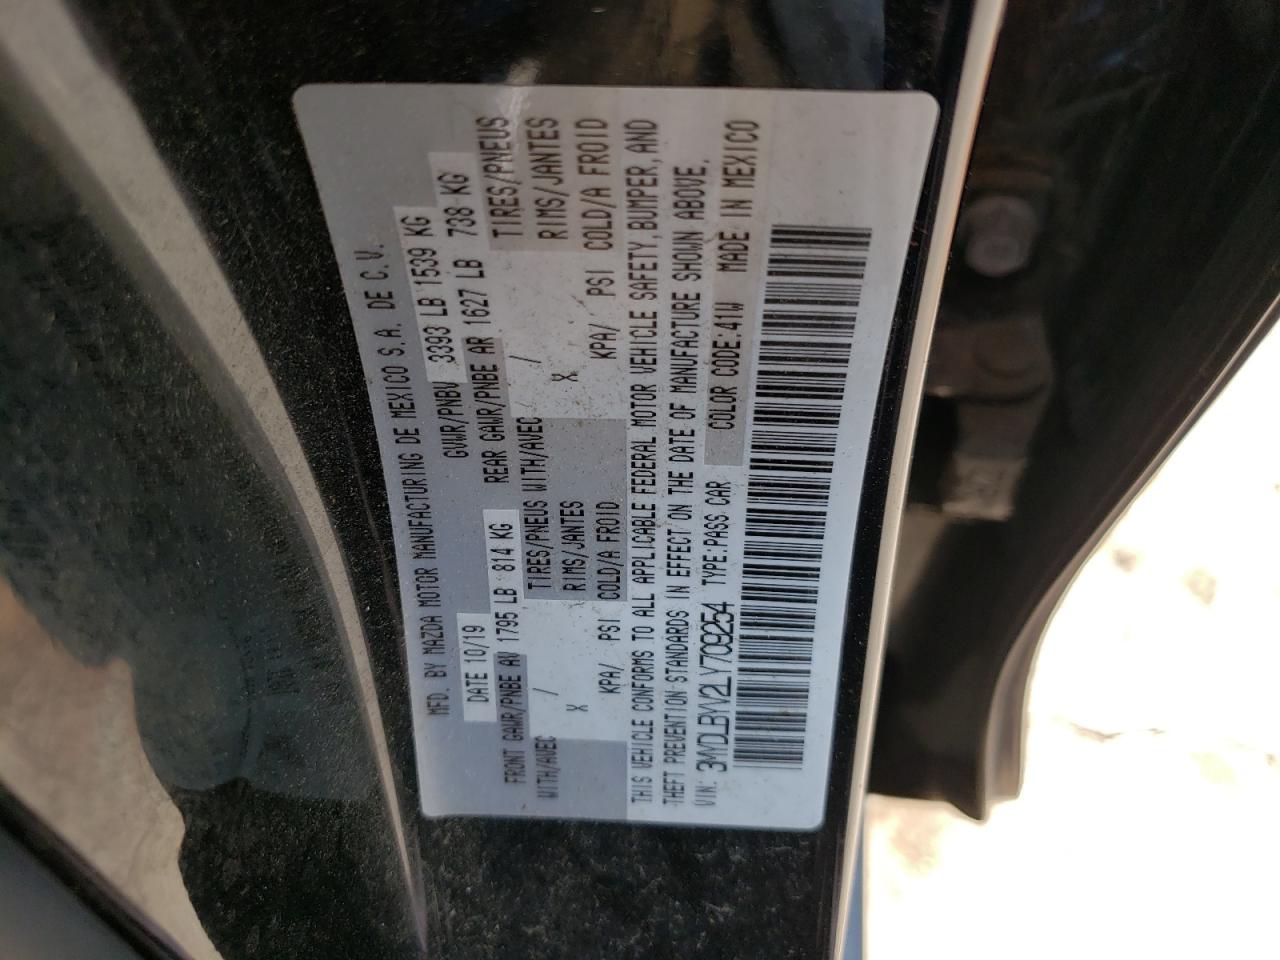 MFD. BY MAZDA MOTOR MANUFACTURING DE MEXICO S.A. DE C.V.
DATE 10/19 GVWR/PNBV 3393 LB 1539 KG
FRONT GAWR/PNBE AV 1795 LB 814 KG REAR GAWR/PNBE AR 1627 LB 738 KG
WITH/AVEC / TIRES/PNEUS WITH/AVEC / TIRES/PNEUS
X RIMS/JANTES X RIMS/JANTES
KPA/ PSI COLD/A FROID KPA/ PSI COLD/A FROID
THIS VEHICLE CONFORMS TO ALL APPLICABLE FEDERAL MOTOR VEHICLE SAFETY, BUMPER, AND
THEFT PREVENTION STANDARDS IN EFFECT ON THE DATE OF MANUFACTURE SHOWN ABOVE.
VIN: 3MYDLBYV2LY709254 TYPE:PASS CAR COLOR CODE:41W MADE IN MEXICO